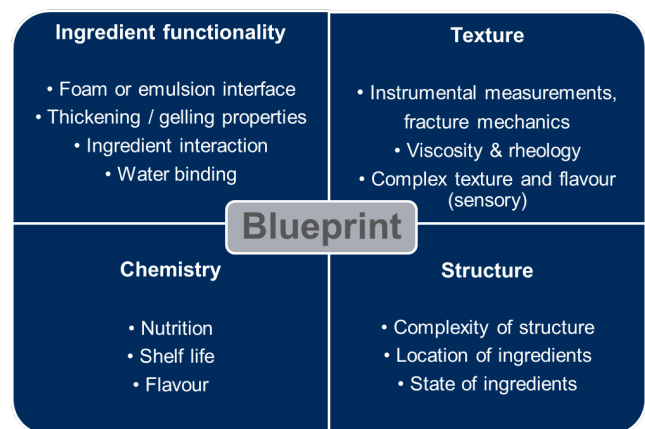 Ingredient functionality
• Foam or emulsion interface
• Thickening / gelling properties
• Ingredient interaction
• Water binding
Texture
• Instrumental measurements,
fracture mechanics
• Viscosity & rheology
• Complex texture and flavour
(sensory)
Blueprint
Chemistry
• Nutrition
• Shelf life
• Flavour
Structure
• Complexity of structure
• Location of ingredients
• State of ingredients